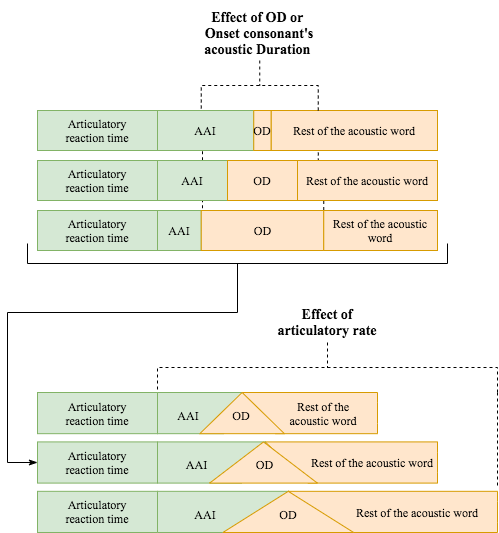 Effect of OD or
Onset consonant's
acoustic Duration
Articulatory
reaction time
AAI
OD
Rest of the acoustic word
Articulatory
reaction time
AAI
OD
Rest of the acoustic word
Articulatory
reaction time
AAI
OD
Rest of the acoustic
word
Effect of
articulatory rate
Articulatory
reaction time
AAI
OD
Rest of the
acoustic word
Articulatory
reaction time
AAI
OD
Rest of the acoustic word
Articulatory
reaction time
AAI
OD
Rest of the acoustic word